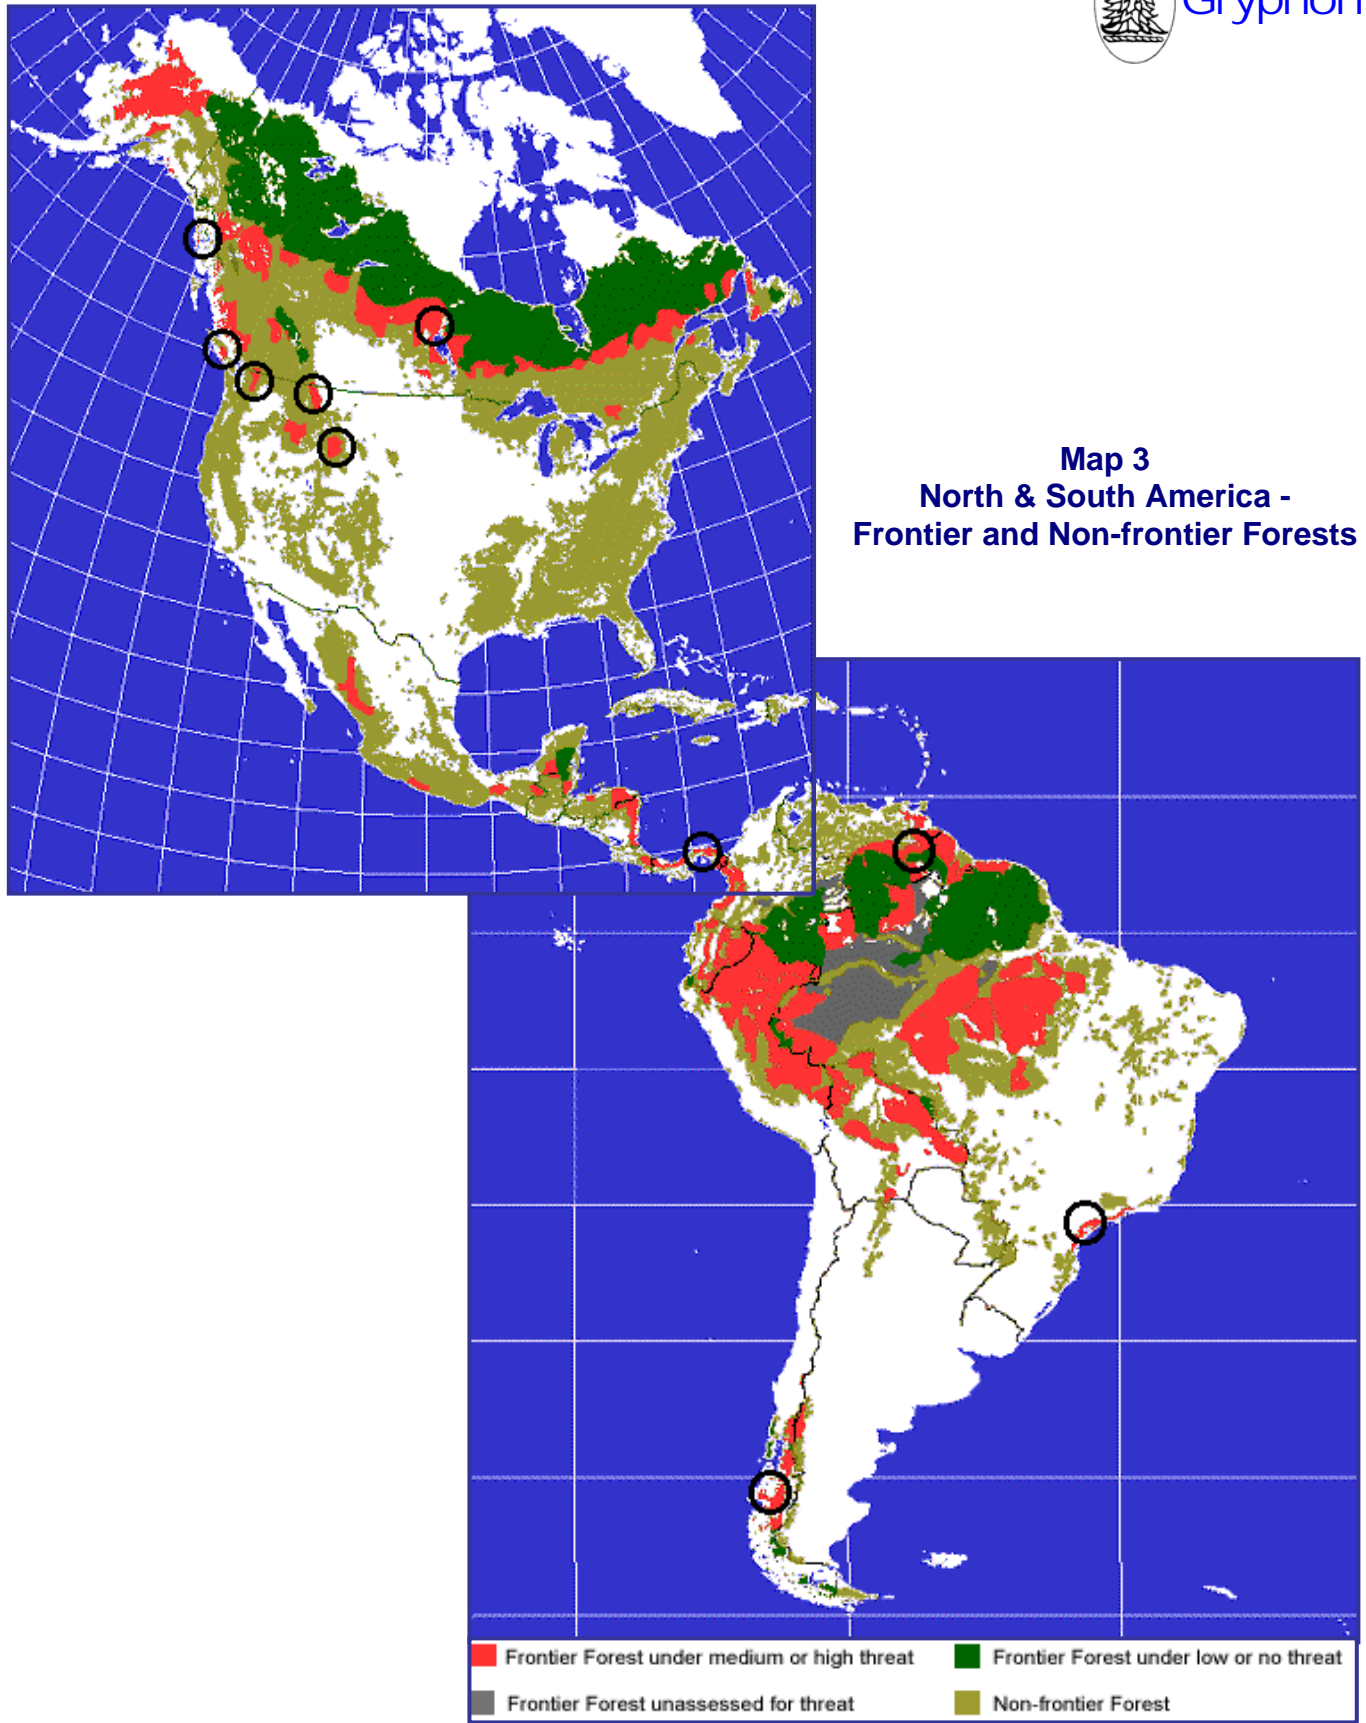 Gryphon
Map 3
North & South America -
Frontier and Non-frontier Forests
Frontier Forest under medium or high threat
Frontier Forest under low or no threat
Frontier Forest unassessed for threat
Non-frontier Forest